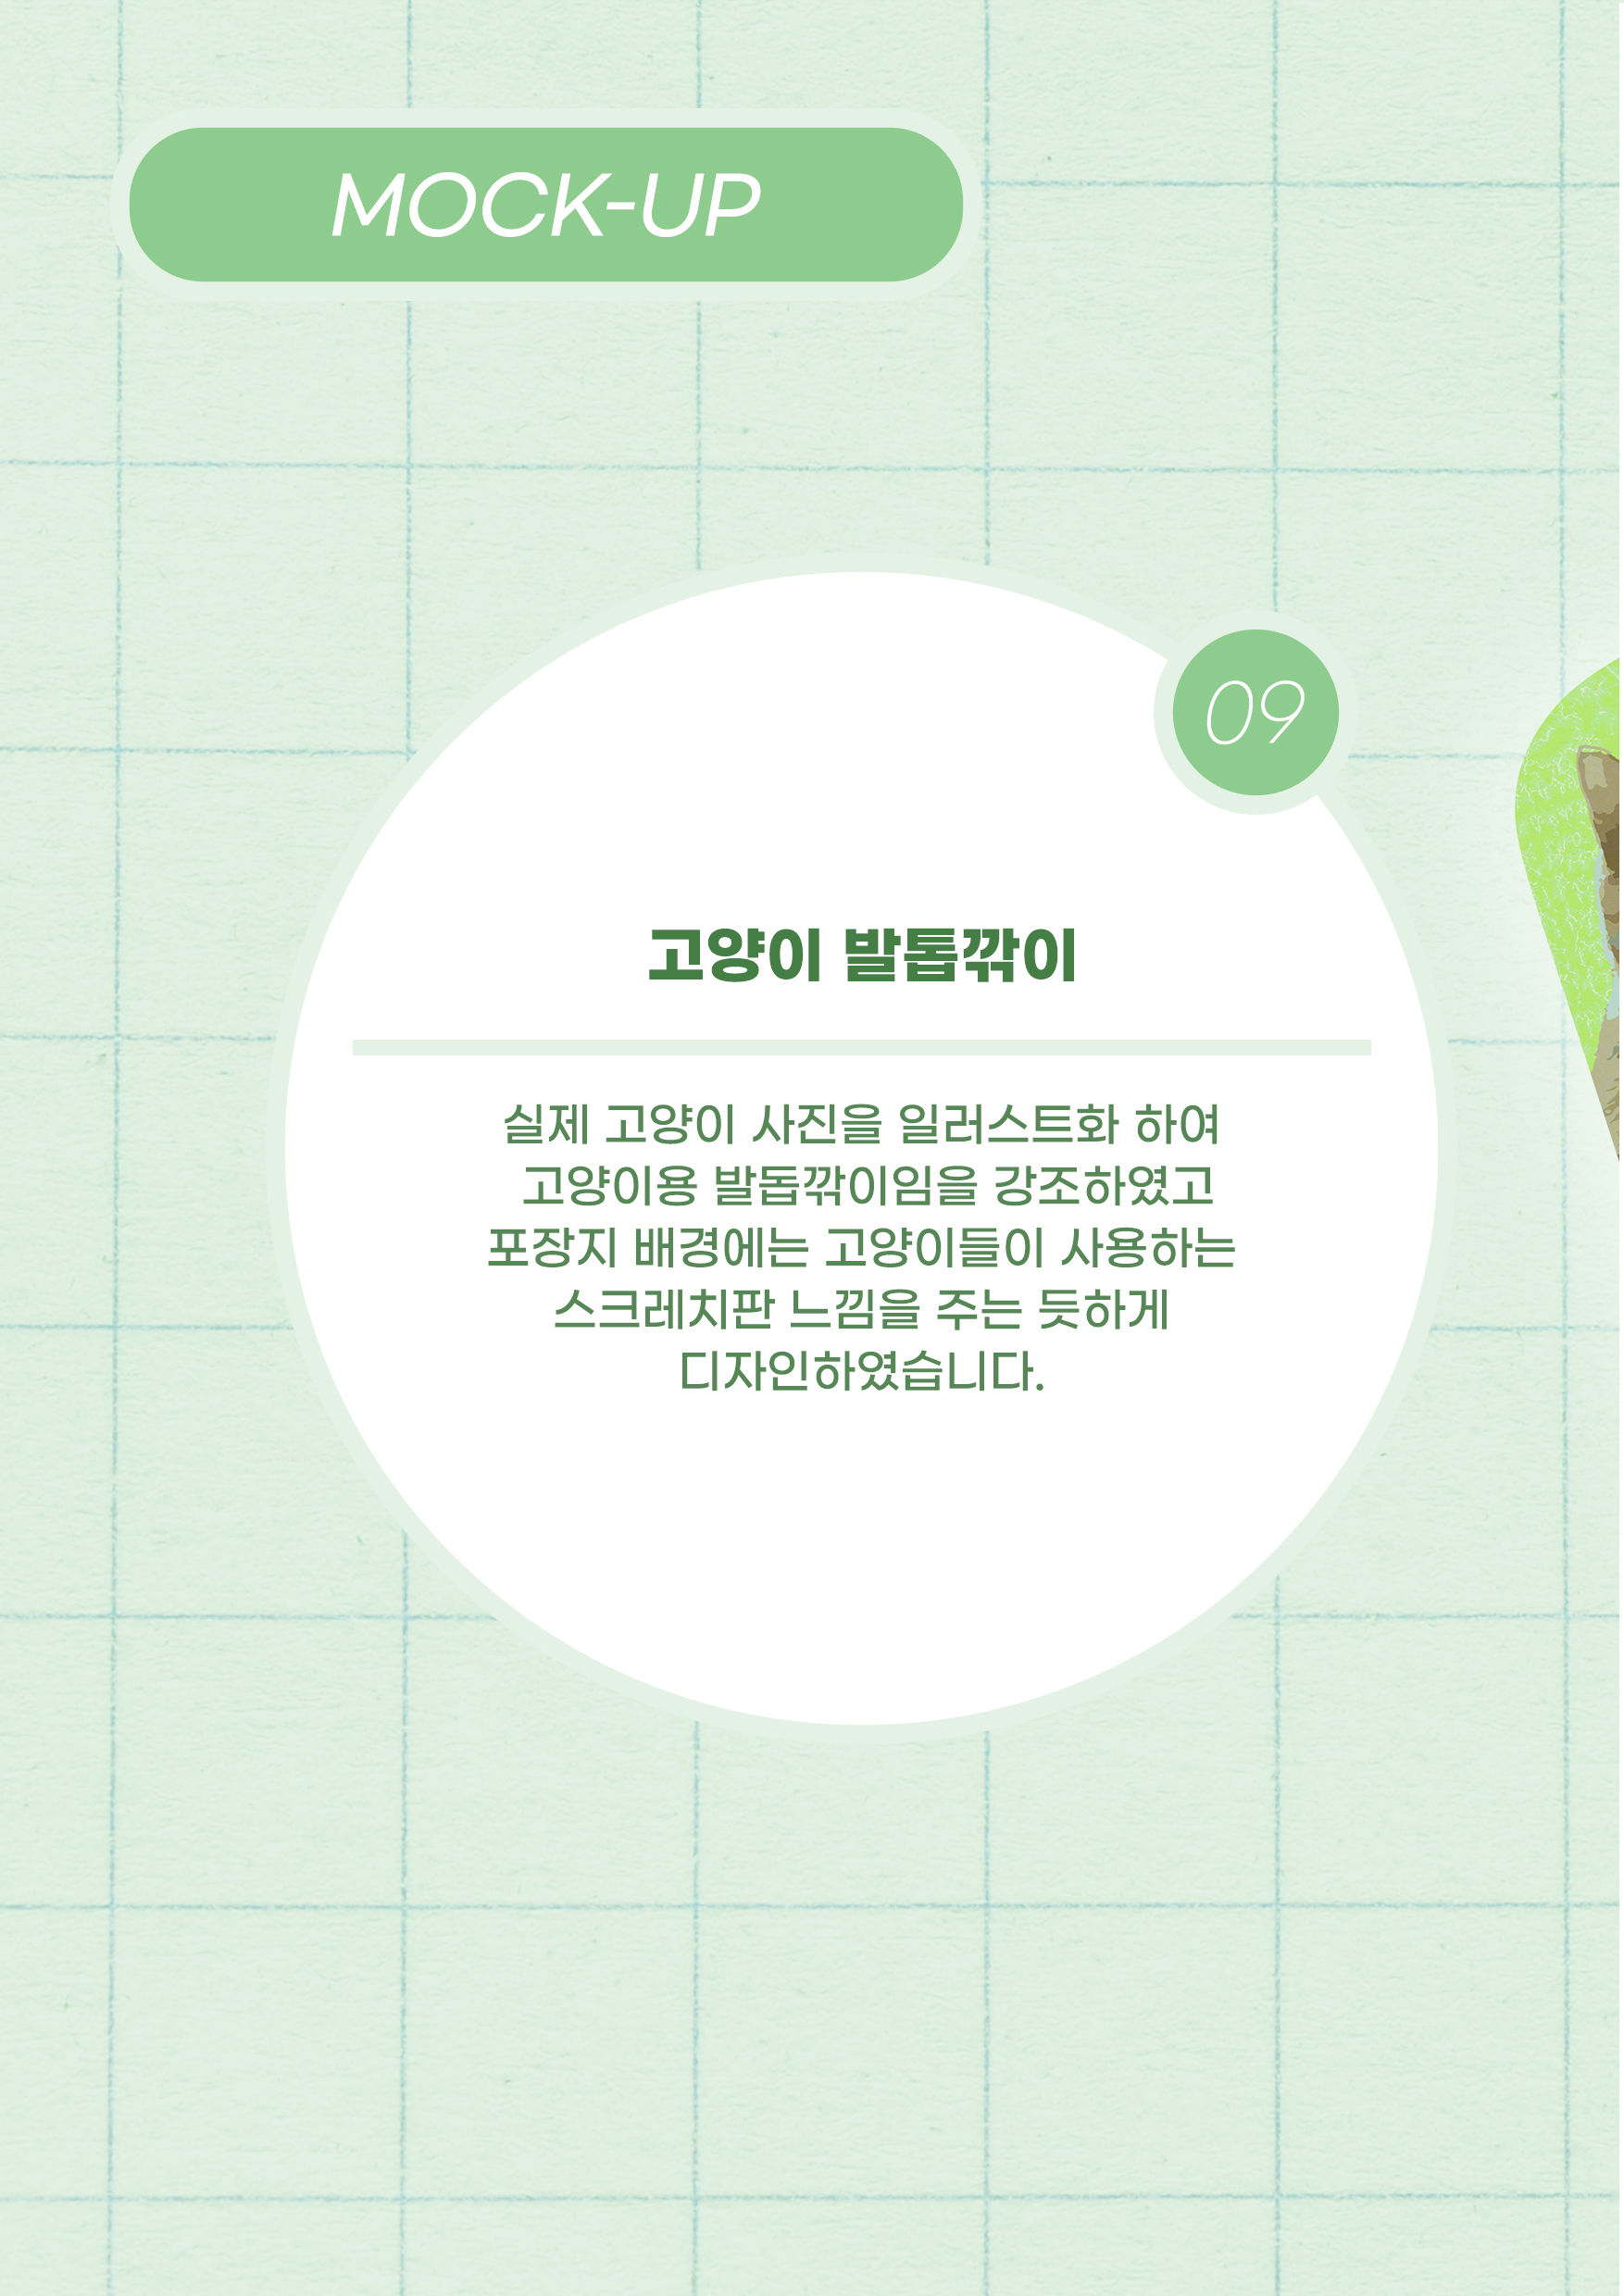 MOCK-UP
09
고양이 발톱깎이
실제 고양이 사진을 일러스트화 하여
고양이용 발톱깎이임을 강조하였고
포장지 배경에는 고양이들이 사용하는
스크레치판 느낌을 주는 듯하게
디자인하였습니다.